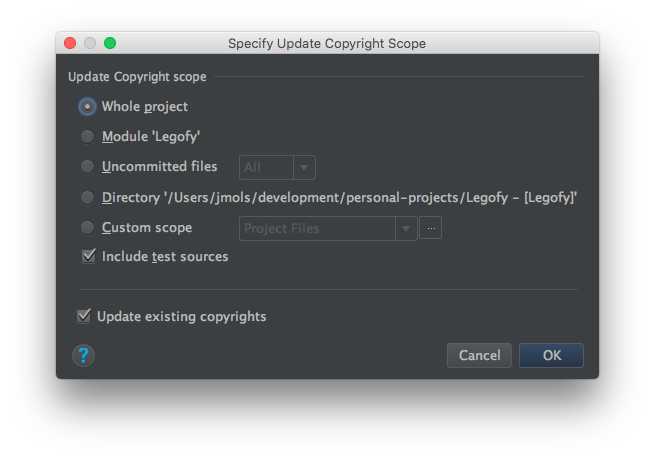 Specify Update Copyright Scope
Update Copyright scope
Whole project
Module 'Legofy'
Uncommitted files All
Directory '/Users/jmols/development/personal-projects/Legofy - [Legofy]'
Custom scope Project Files ...
Include test sources
Update existing copyrights
? Cancel OK